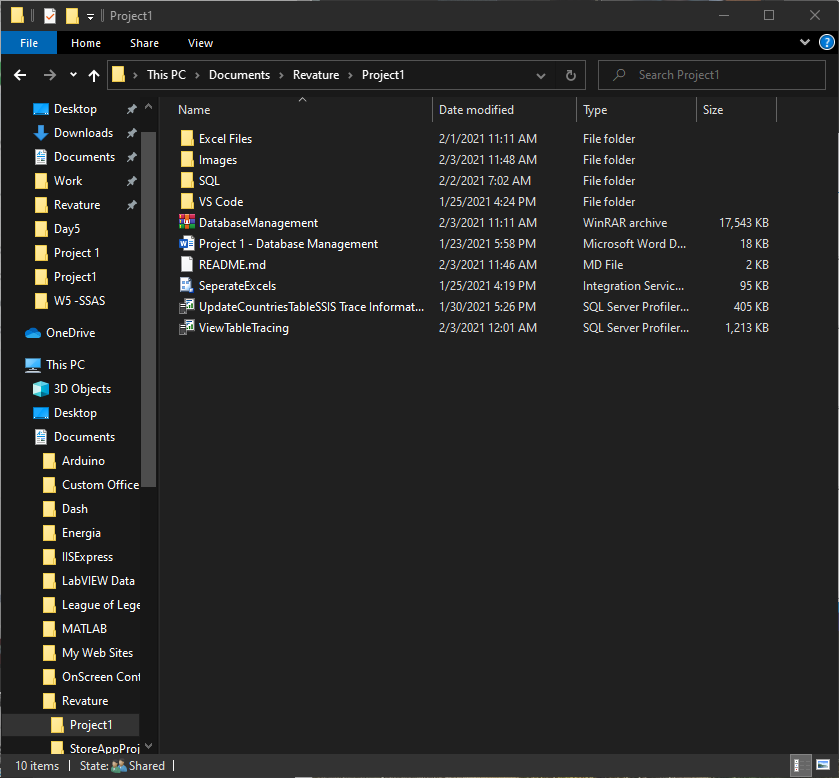 Project1
File Home Share View
This PC Documents Revature Project1 Search Project1
Name Date modified Type Size
Excel Files 2/1/2021 11:11 AM File folder
Images 2/3/2021 11:48 AM File folder
SQL 2/2/2021 7:02 AM File folder
VS Code 1/25/2021 4:24 PM File folder
DatabaseManagement 2/3/2021 11:11 AM WinRAR archive 17,543 KB
Project 1 - Database Management 1/23/2021 5:58 PM Microsoft Word D... 18 KB
README.md 2/3/2021 11:46 AM MD File 2 KB
SeperateExcels 1/25/2021 4:19 PM Integration Servic... 95 KB
UpdateCountriesTableSSIS Trace Informat... 1/30/2021 5:26 PM SQL Server Profiler... 405 KB
ViewTableTracing 2/3/2021 12:01 AM SQL Server Profiler... 1,213 KB
Desktop
Downloads
Documents
Work
Revature
Day5
Project 1
Project1
W5 -SSAS
OneDrive
This PC
3D Objects
Desktop
Documents
Arduino
Custom Office
Dash
Energia
IISExpress
LabVIEW Data
League of Lege
MATLAB
My Web Sites
OnScreen Cont
Revature
Project1
StoreAppProj
10 items State: Shared